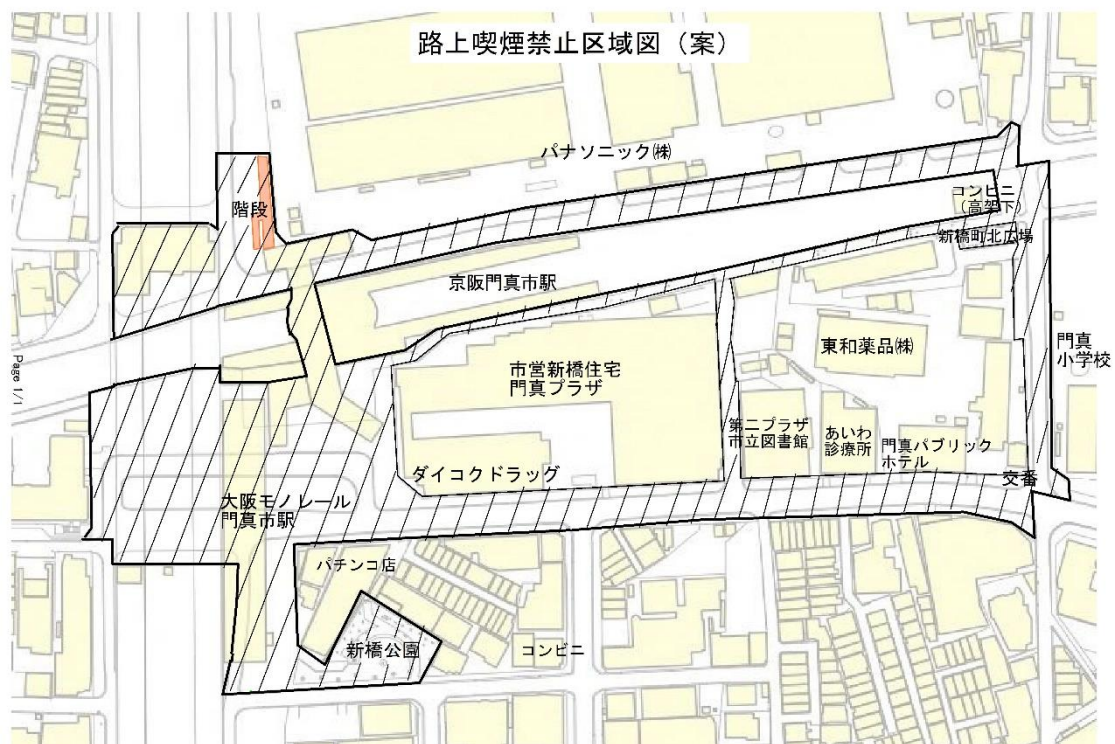 路上喫煙禁止区域図(案)
パナソニック㈱
階段
コンビニ
(高架下)
新橋町北広場
京阪門真市駅
門真
小学校
Page 1/1
東和薬品㈱
市営新橋住宅
門真プラザ
第二プラザ
市立図書館
あいわ
診療所
門真パブリック
ホテル
ダイコクドラッグ
交番
大阪モノレール
門真市駅
パチンコ店
新橋公園
コンビニ